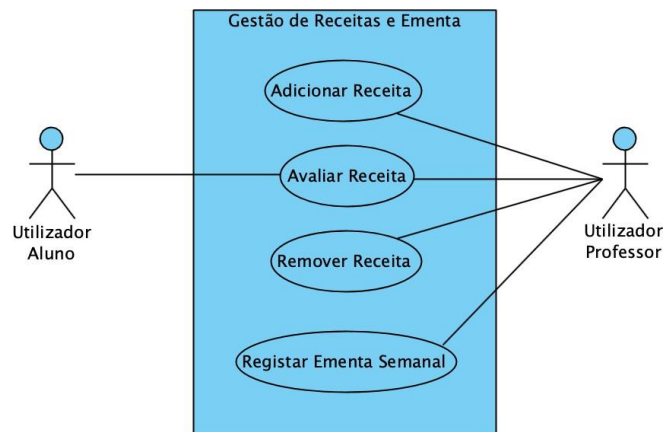 Gestão de Receitas e Ementa
Adicionar Receita
Avaliar Receita
Utilizador
Aluno
Utilizador
Professor
Remover Receita
Registar Ementa Semanal